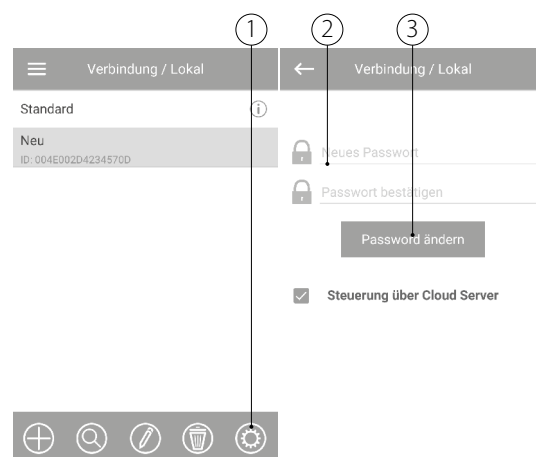 1
2
3
Verbindung / Lokal
Standard
i
Neu
ID: 004E002D4234570D
Verbindung / Lokal
Neues Passwort
Passwort bestätigen
Password ändern
Steuerung über Cloud Server